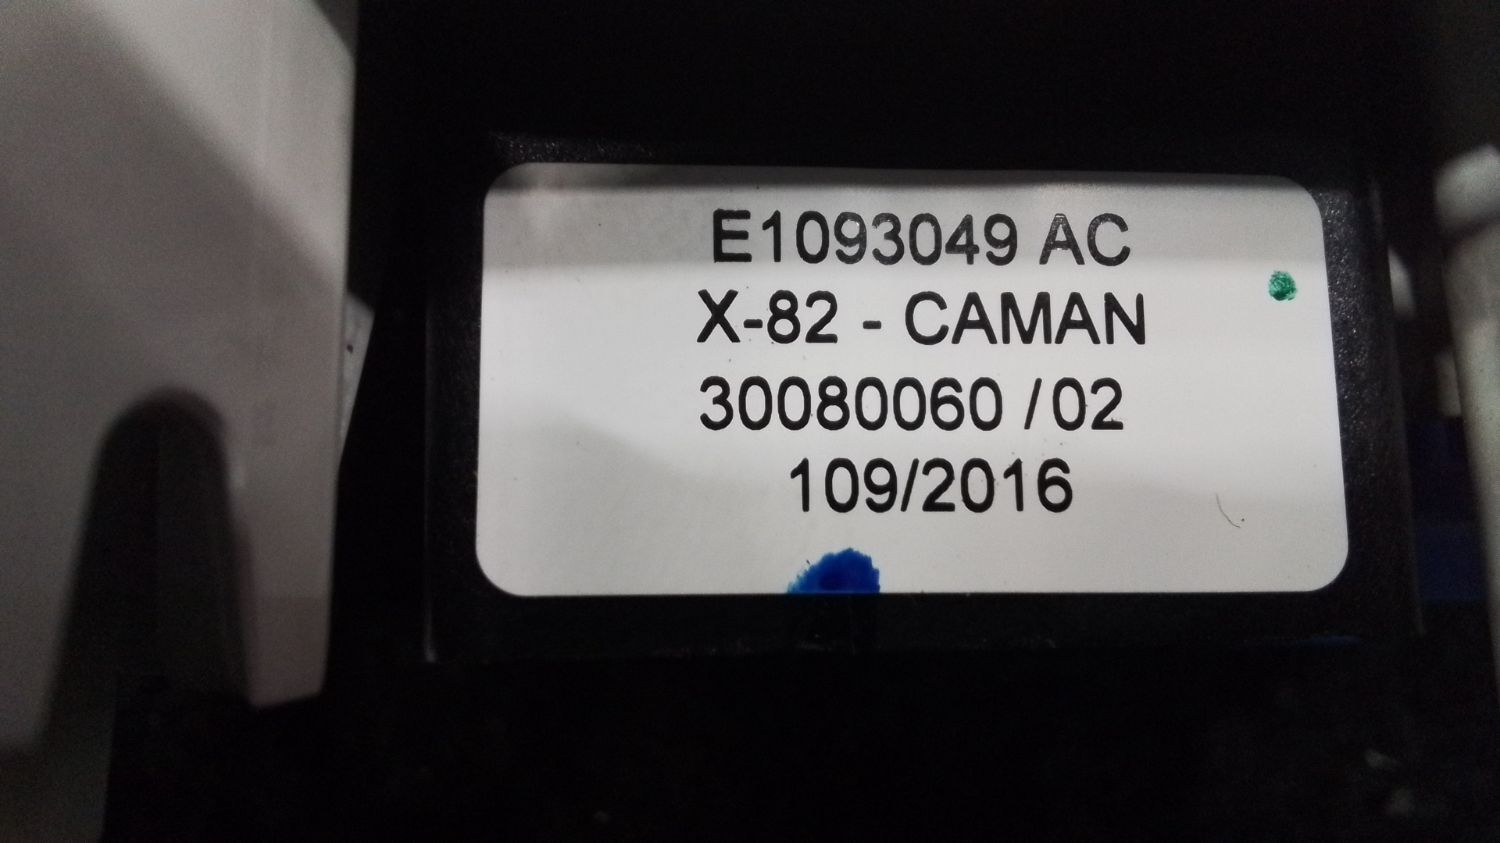 E1093049 AC
X-82 - CAMAN
30080060 /02
109/2016